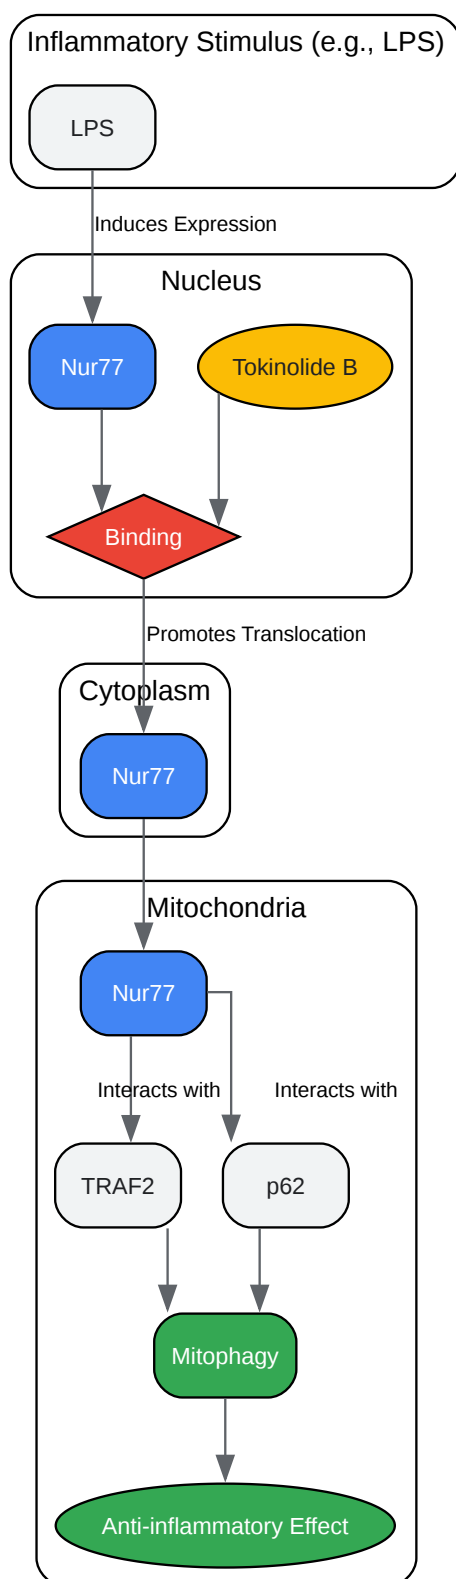 Inflammatory Stimulus (e.g., LPS)
LPS
Induces Expression
Nucleus
Nur77
Tokinolide B
Binding
Promotes Translocation
Cytoplasm
Nur77
Mitochondria
Nur77
Interacts with
Interacts with
TRAF2
p62
Mitophagy
Anti-inflammatory Effect